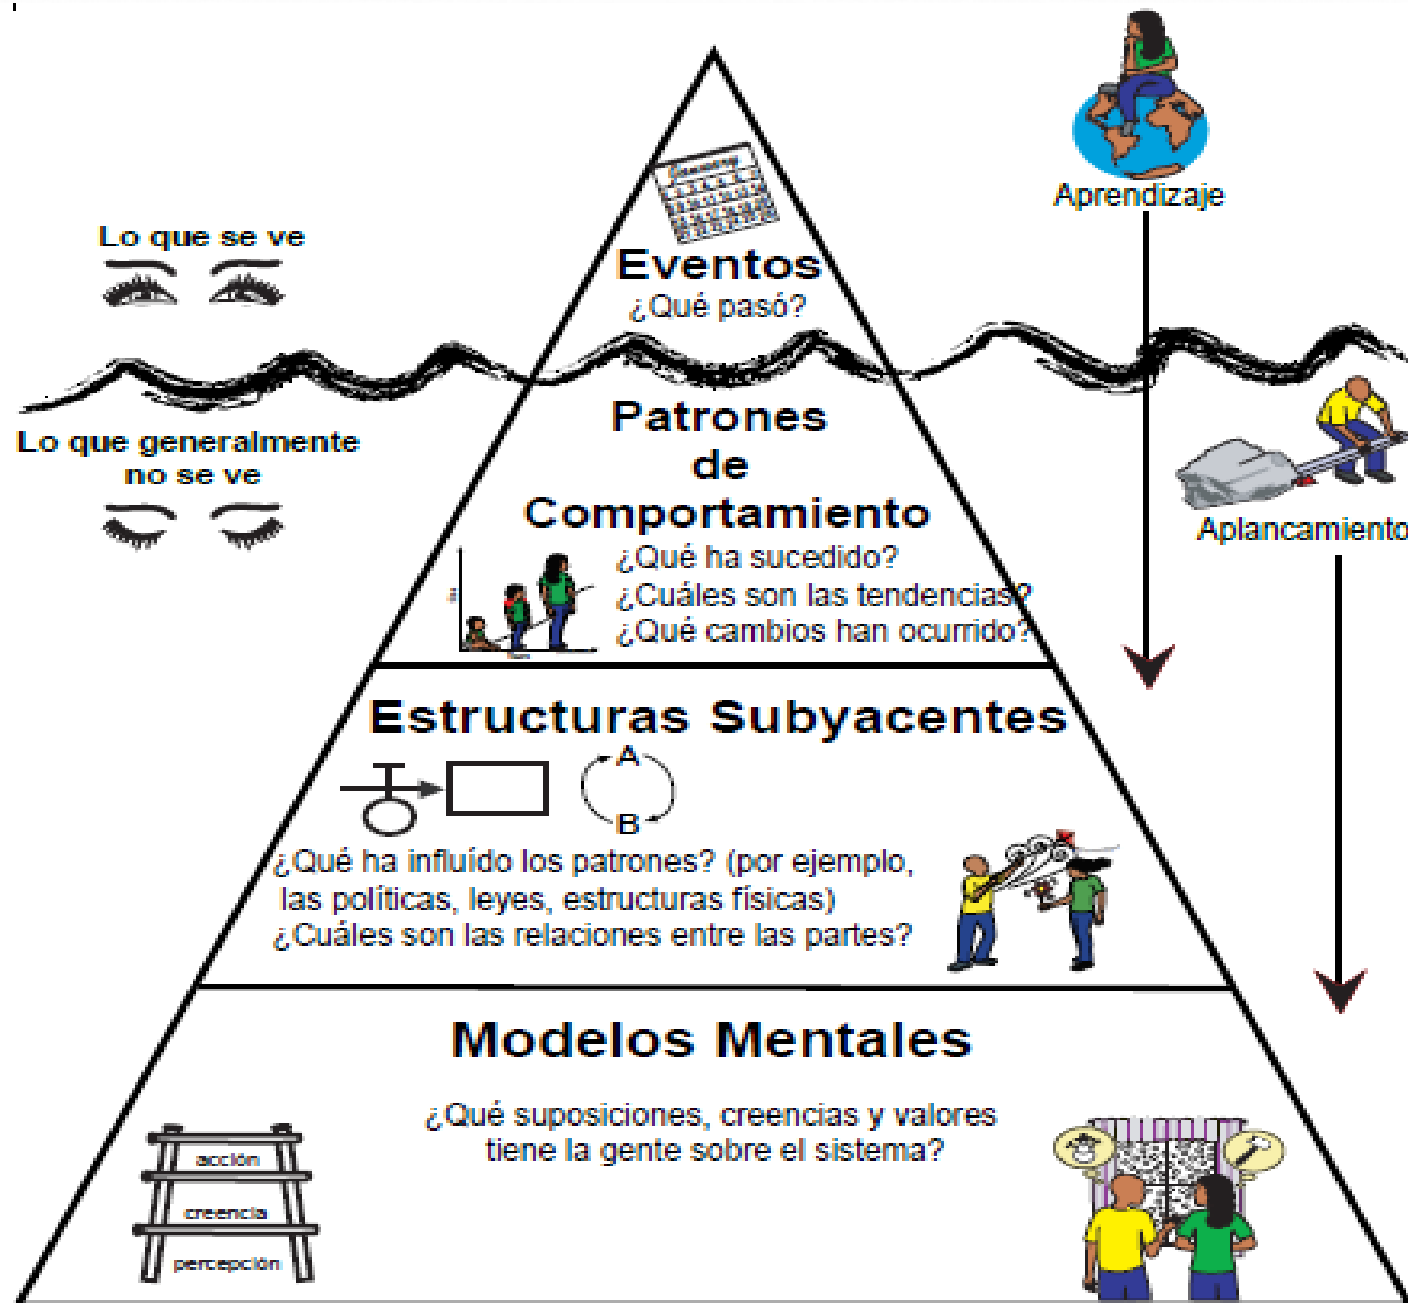 Aprendizaje
Lo que se ve
Eventos
¿Qué pasó?
Lo que generalmente
no se ve
Patrones
de
Comportamiento
¿Qué ha sucedido?
¿Cuáles son las tendencias?
¿Qué cambios han ocurrido?
Aplancamiento
Estructuras Subyacentes
A
B
¿Qué ha influído los patrones? (por ejemplo,
las políticas, leyes, estructuras físicas)
¿Cuáles son las relaciones entre las partes?
Modelos Mentales
¿Qué suposiciones, creencias y valores
tiene la gente sobre el sistema?
acción
creencia
percepción